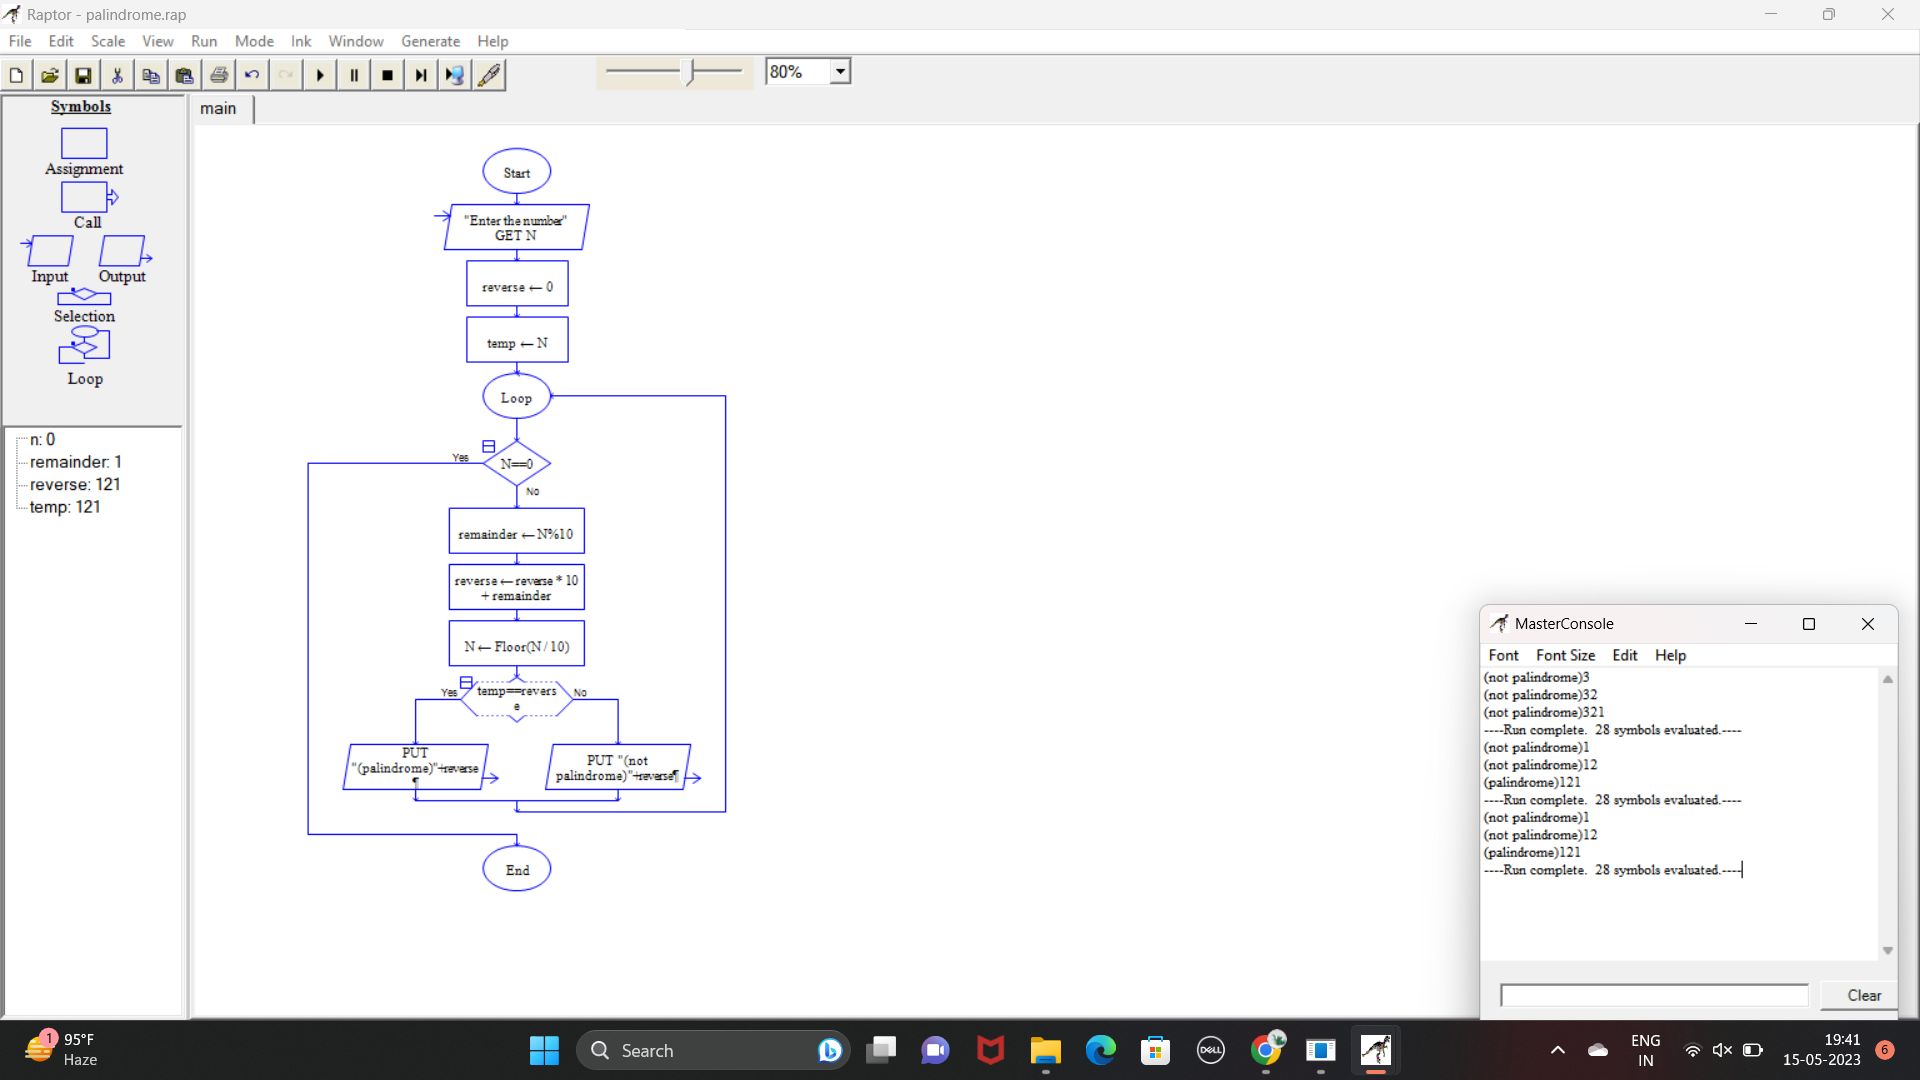 Raptor - palindrome.rap
File Edit Scale View Run Mode Ink Window Generate Help
80%
Symbols
Assignment
Call
Input Output
Selection
Loop
n: 0
remainder: 1
reverse: 121
temp: 121
main
Start
"Enter the number"
GET N
reverse ← 0
temp ← N
Loop
Yes
N==0
No
remainder ← N%10
reverse ← reverse * 10
+ remainder
N ← Floor(N / 10)
Yes
temp==revers
e
No
PUT
"(palindrome)"+reverse
¶
PUT "(not
palindrome)"+reverse¶
End
MasterConsole
Font Font Size Edit Help
(not palindrome)3
(not palindrome)32
(not palindrome)321
----Run complete.  28 symbols evaluated.----
(not palindrome)1
(not palindrome)12
(palindrome)121
----Run complete.  28 symbols evaluated.----
(not palindrome)1
(not palindrome)12
(palindrome)121
----Run complete.  28 symbols evaluated.----
Clear
1
95°F
Haze
Search
DELL
ENG
IN
19:41
15-05-2023
6